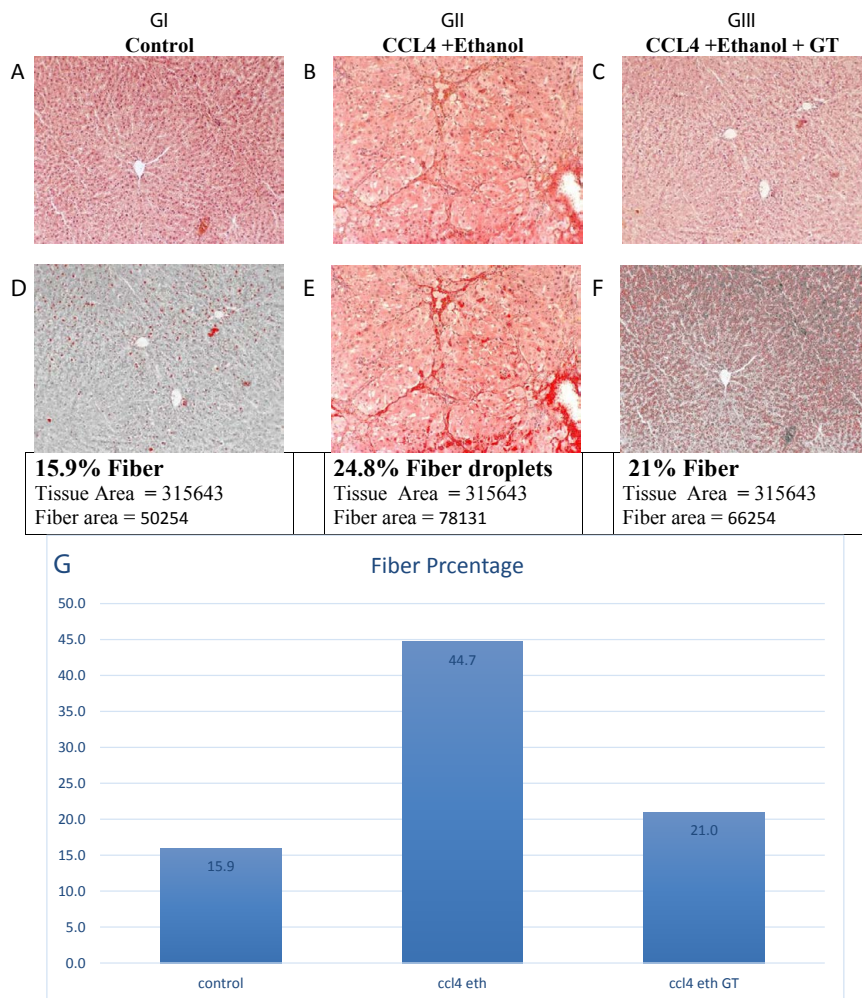 GI
GII
GIII
Control
CCL4 +Ethanol
CCL4 +Ethanol + GT
A
B
C
D
E
F
15.9% Fiber
Tissue Area = 315643
Fiber area = 50254
24.8% Fiber droplets
Tissue Area = 315643
Fiber area = 78131
21% Fiber
Tissue Area = 315643
Fiber area = 66254
G
Fiber Prcentage
50.0
45.0
40.0
35.0
30.0
25.0
20.0
15.0
10.0
5.0
0.0
15.9
44.7
21.0
control
ccl4 eth
ccl4 eth GT